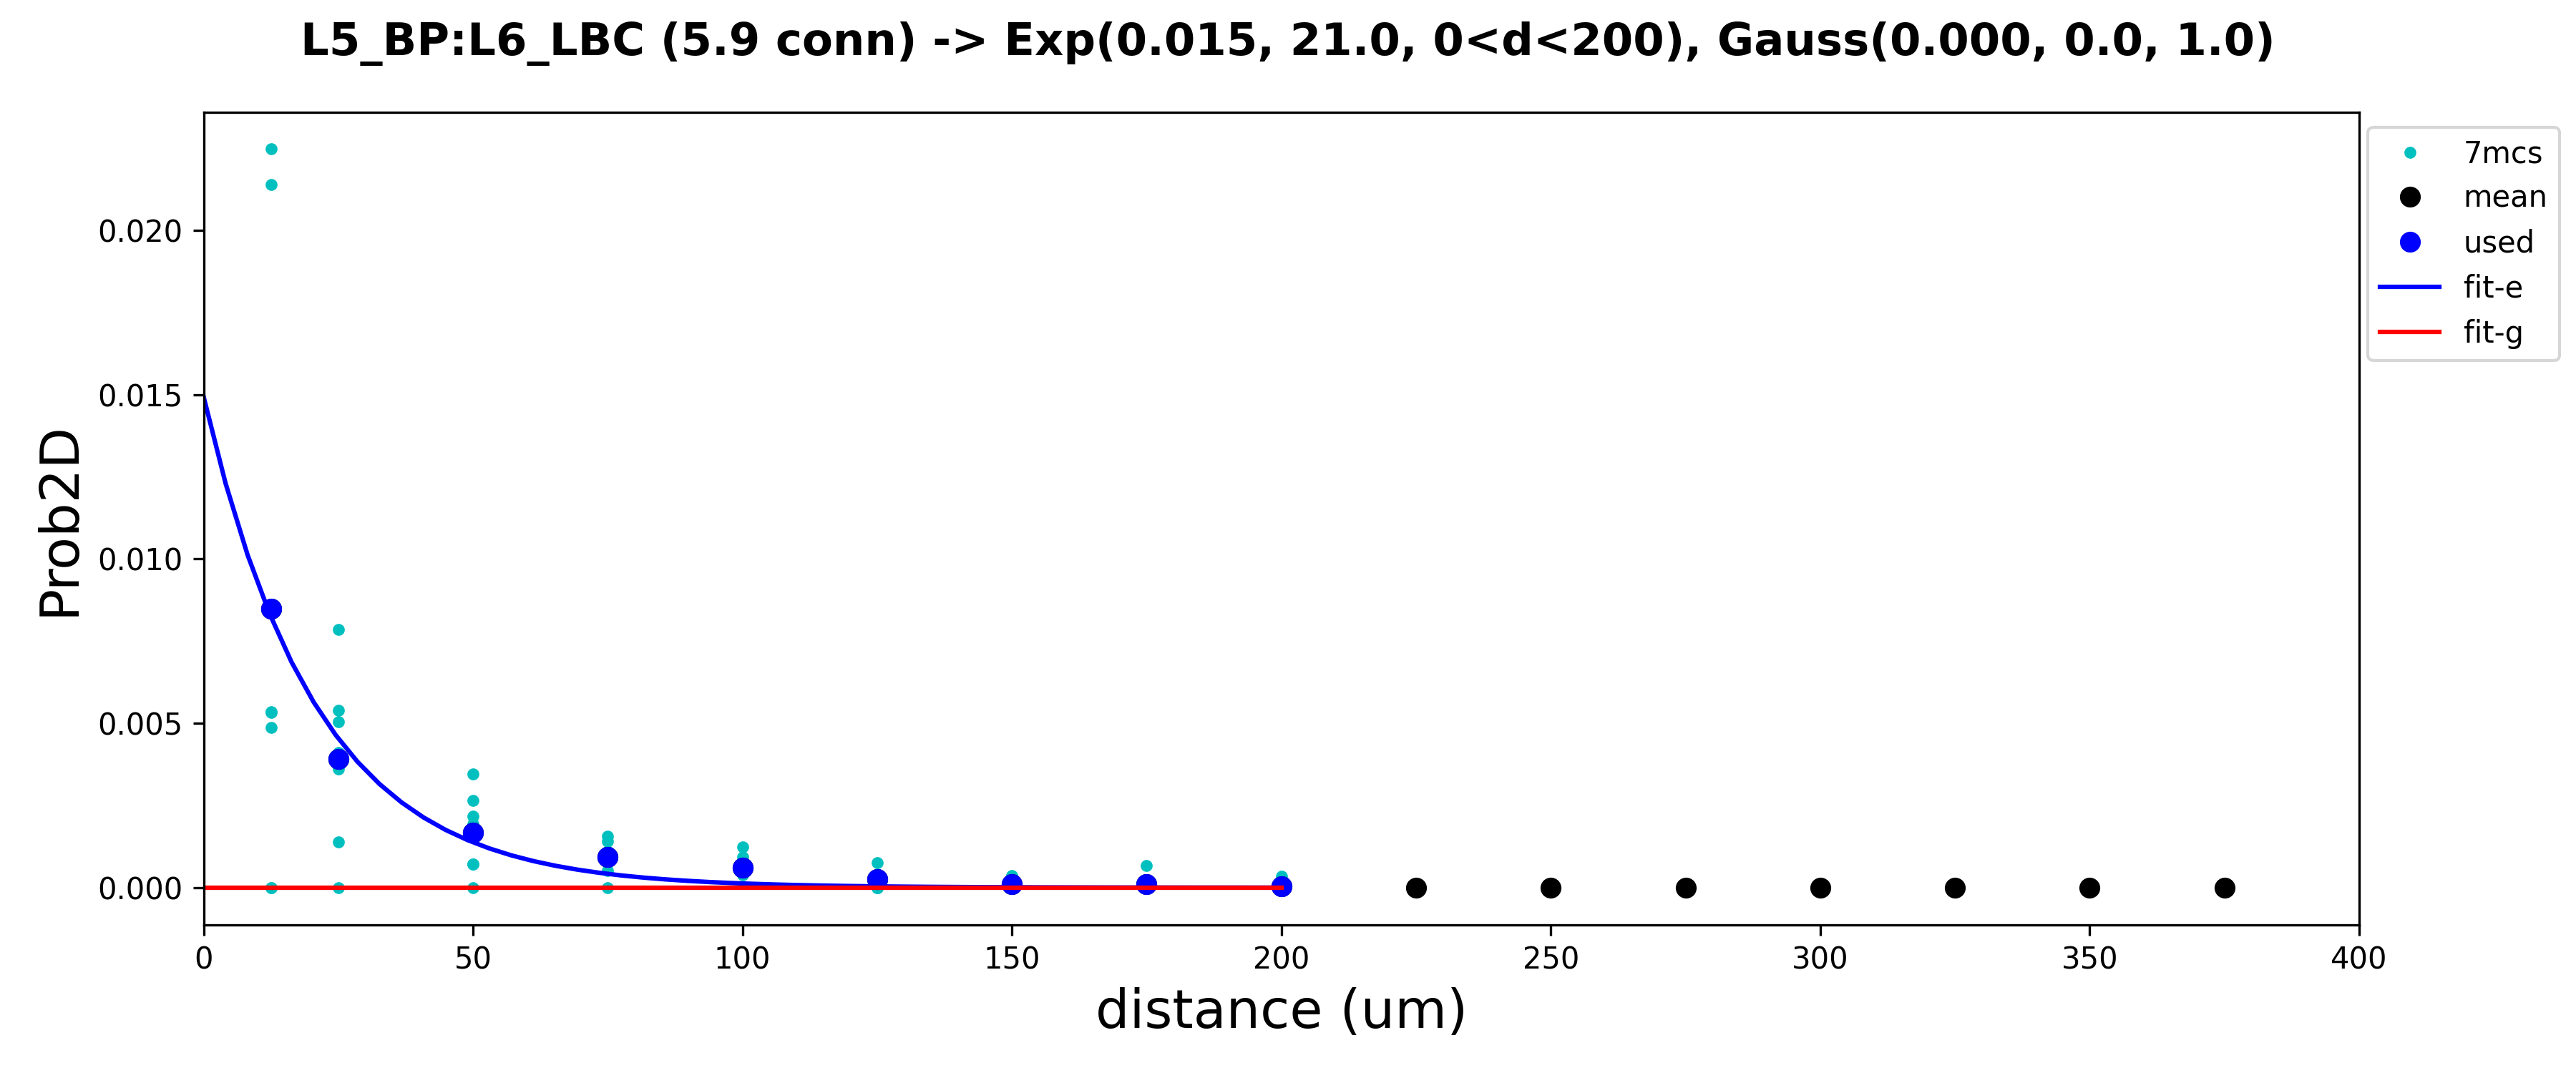 L5_BP:L6_LBC (5.9 conn) -> Exp(0.015, 21.0, 0<d<200), Gauss(0.000, 0.0, 1.0)
7mcs
mean
used
fit-e
fit-g
Prob2D
0.020
0.015
0.010
0.005
0.000
0 50 100 150 200 250 300 350 400
distance (um)